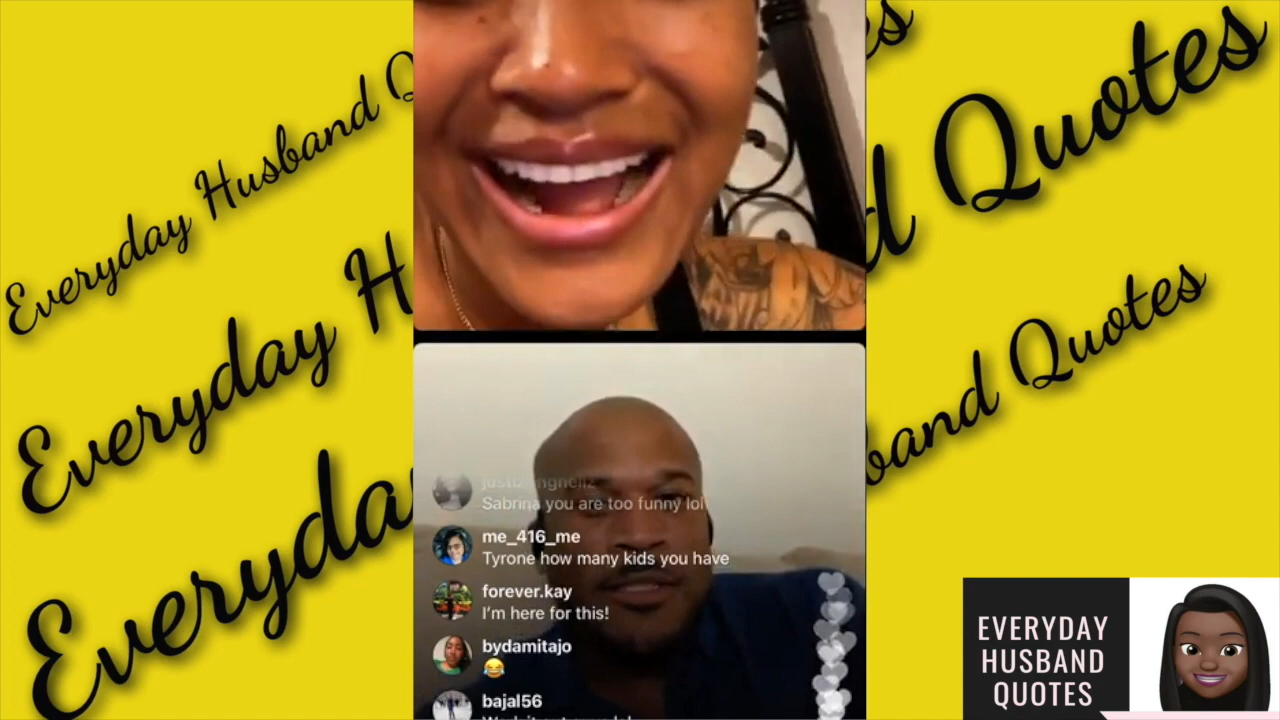 Everyday Husband Q
Everyday H
Everyday
es
d Quotes
band Quotes
Sabrina you are too funny lol
me_416_me
Tyrone how many kids you have
forever.kay
I'm here for this!
bydamitajo
😂
bajal56
EVERYDAY
HUSBAND
QUOTES